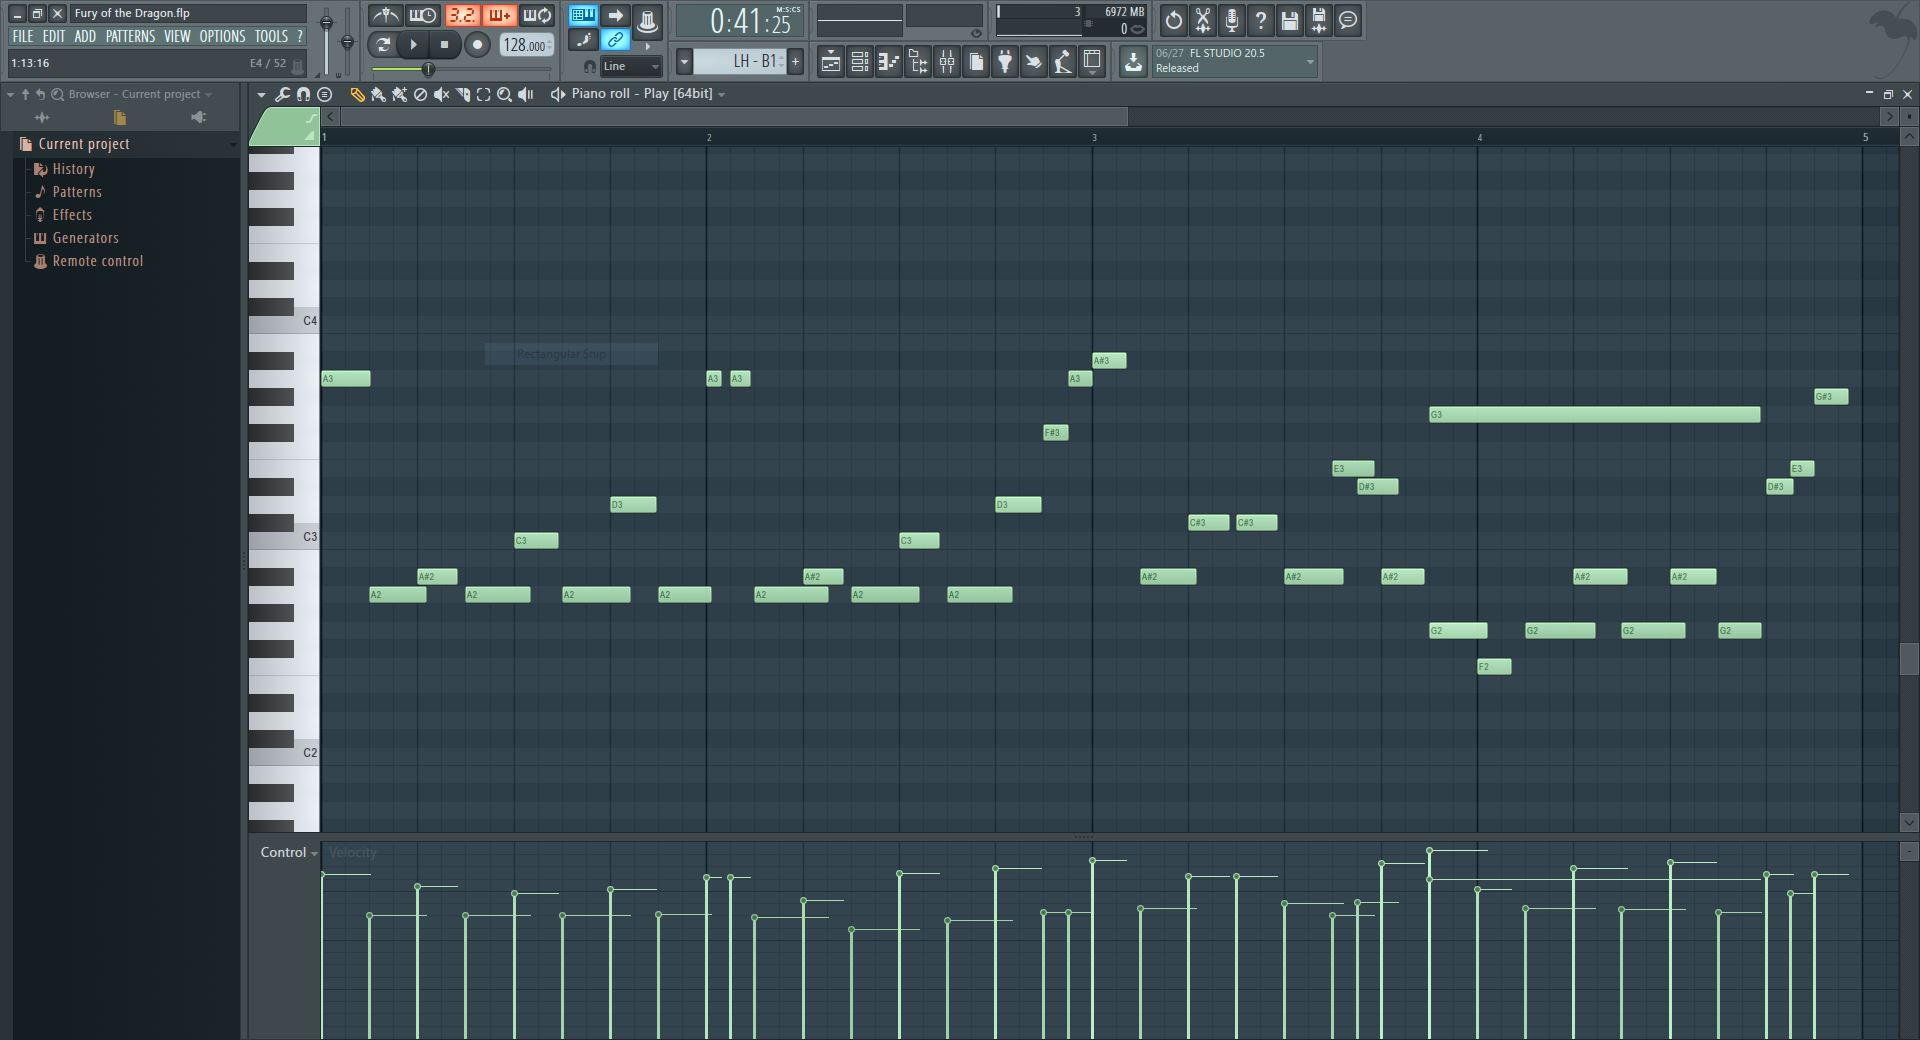 Fury of the Dragon.flp
FILE EDIT ADD PATTERNS VIEW OPTIONS TOOLS ?
1:13:16 E4 / 52
3.2.
128.000
Line
M:S:CS
0:41:25
LH - B1
3 6972 MB
0
06/27 FL STUDIO 20.5
Released
Browser - Current project
Current project
History
Patterns
Effects
Generators
Remote control
Piano roll - Play [64bit]
1 2 3 4 5
C4
Rectangular Snip
A#3
A3 A3 A3 A3
G#3
G3
F#3
E3 E3
D#3 D#3
D3 D3
C#3 C#3
C3
C3 C3
A#2 A#2 A#2 A#2 A#2 A#2 A#2
A2 A2 A2 A2 A2 A2 A2
G2 G2 G2 G2
F2
C2
Control Velocity